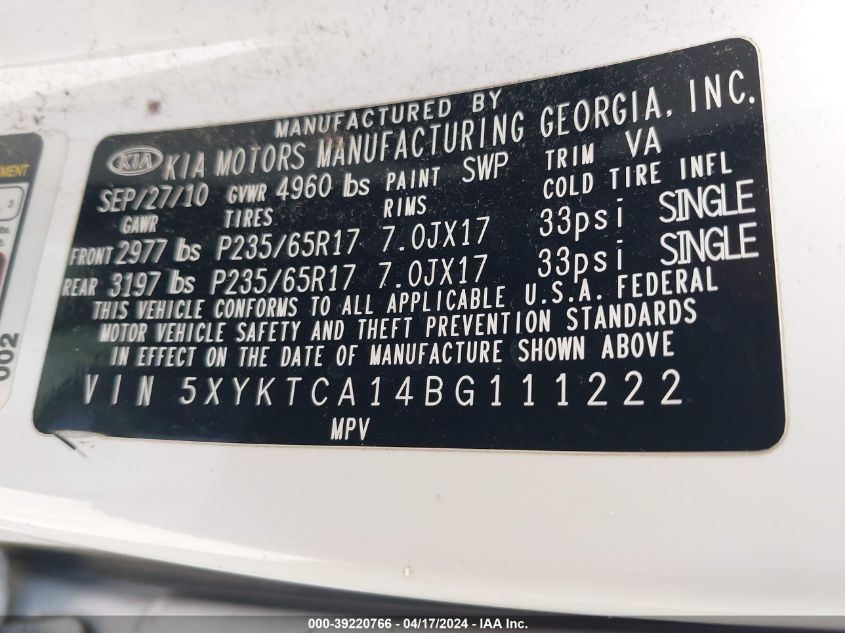 MANUFACTURED BY
KIA KIA MOTORS MANUFACTURING GEORGIA, INC.
SEP/27/10 GVWR 4960 lbs PAINT SWP TRIM VA
GAWR TIRES RIMS COLD TIRE INFL
FRONT 2977 lbs P235/65R17 7.0JX17 33psi SINGLE
REAR 3197 lbs P235/65R17 7.0JX17 33psi SINGLE
THIS VEHICLE CONFORMS TO ALL APPLICABLE U.S.A. FEDERAL
MOTOR VEHICLE SAFETY AND THEFT PREVENTION STANDARDS
IN EFFECT ON THE DATE OF MANUFACTURE SHOWN ABOVE
VIN 5XYKTCA14BG111222
MPV
002
000-39220766 - 04/17/2024 - IAA Inc.